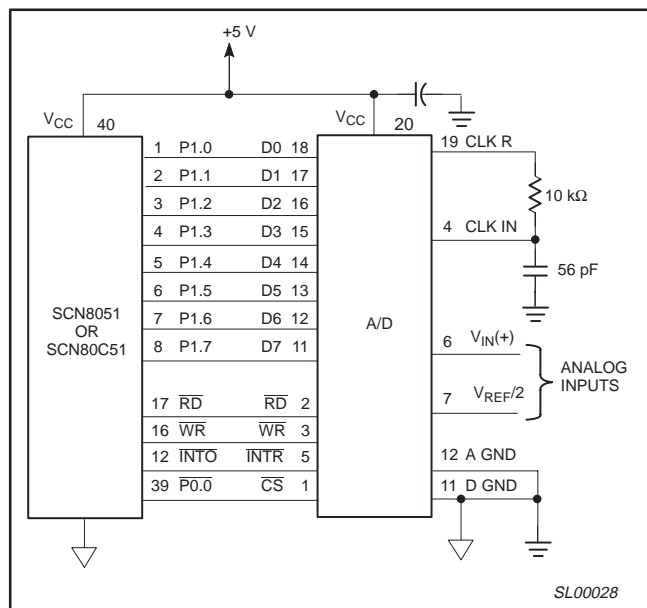 +5 V
VCC 40
VCC 20
1 P1.0 D0 18
2 P1.1 D1 17
3 P1.2 D2 16
4 P1.3 D3 15
5 P1.4 D4 14
6 P1.5 D5 13
7 P1.6 D6 12
8 P1.7 D7 11
17 RD RD 2
16 WR WR 3
12 INTO INTR 5
39 P0.0 CS 1
SCN8051
OR
SCN80C51
A/D
19 CLK R
10 kΩ
4 CLK IN
56 pF
6 VIN(+)
7 VREF/2
ANALOG
INPUTS
12 A GND
11 D GND
SL00028